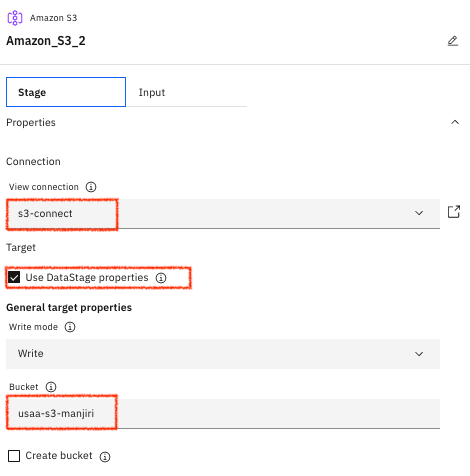 Amazon S3
Amazon_S3_2
Stage
Input
Properties
Connection
View connection
s3-connect
Target
Use DataStage properties
General target properties
Write mode
Write
Bucket
usaa-s3-manjiri
Create bucket